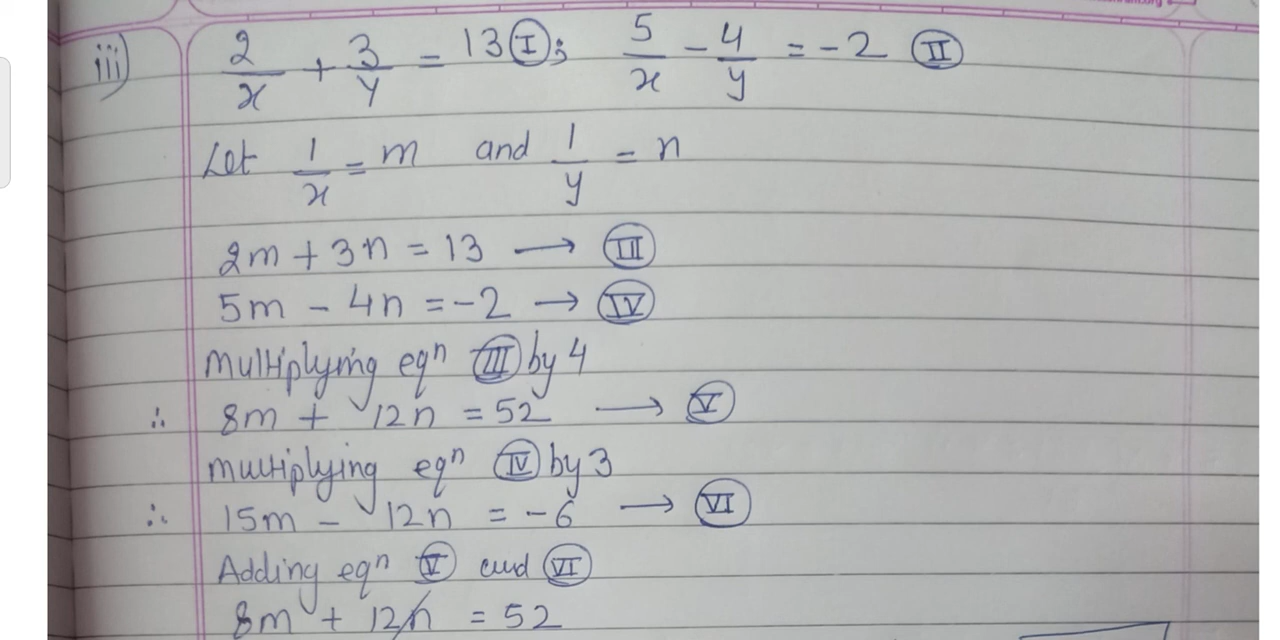 iii) 2/x + 3/y = 13 (I); 5/x - 4/y = -2 (II)
Let 1/x = m and 1/y = n
2m + 3n = 13 → (III)
5m - 4n = -2 → (IV)
Multiplying eqⁿ (III) by 4
∴ 8m + 12n = 52 → (V)
multiplying eqⁿ (IV) by 3
∴ 15m - 12n = -6 → (VI)
Adding eqⁿ (V) and (VI)
8m + 12n = 52